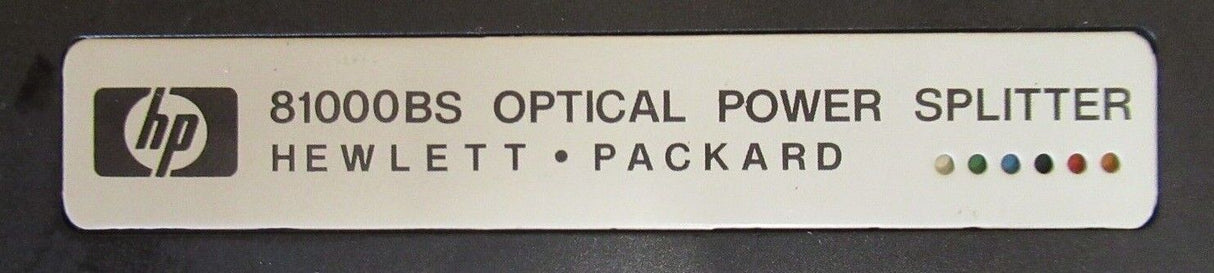 hp
81000BS OPTICAL POWER SPLITTER
HEWLETT • PACKARD